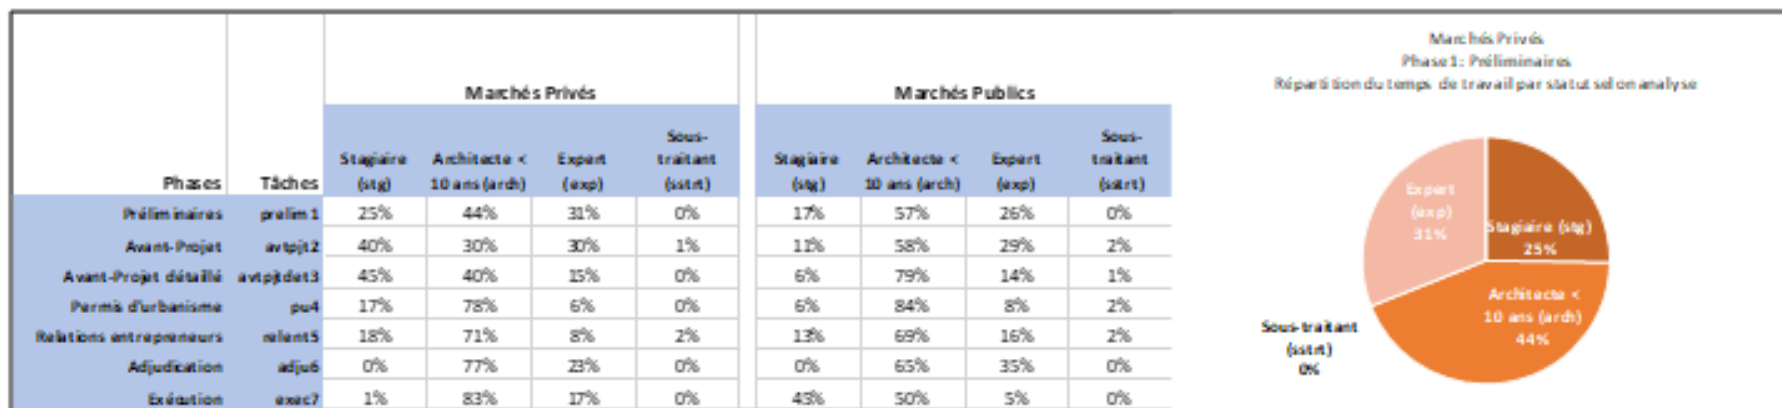 Marchés Privés Marchés Publics
Phases Tâches Stagiaire (stg) Architecte < 10 ans (arch) Expert (exp) Sous-traitant (sstrt) Stagiaire (stg) Architecte < 10 ans (arch) Expert (exp) Sous-traitant (sstrt)
Préliminaires prelim1 25% 44% 31% 0% 17% 57% 26% 0%
Avant-Projet avtpjt2 40% 30% 30% 1% 11% 58% 29% 2%
Avant-Projet détaillé avtpjtdet3 45% 40% 15% 0% 6% 79% 14% 1%
Permis d'urbanisme pu4 17% 78% 6% 0% 6% 84% 8% 2%
Relations entrepreneurs relent5 18% 71% 8% 2% 13% 69% 16% 2%
Adjudication adju6 0% 77% 23% 0% 0% 65% 35% 0%
Exécution exec7 1% 83% 17% 0% 43% 50% 5% 0%
Marchés Privés
Phase 1: Préliminaires
Répartition du temps de travail par statut selon analyse
Expert
(exp)
31%
Stagiaire (stg)
25%
Architecte <
10 ans (arch)
44%
Sous-traitant
(sstrt)
0%